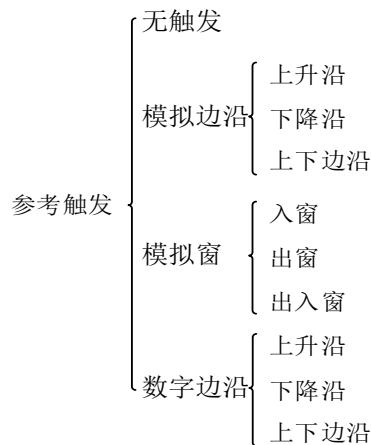 参考触发
无触发
模拟边沿
上升沿
下降沿
上下边沿
模拟窗
入窗
出窗
出入窗
数字边沿
上升沿
下降沿
上下边沿